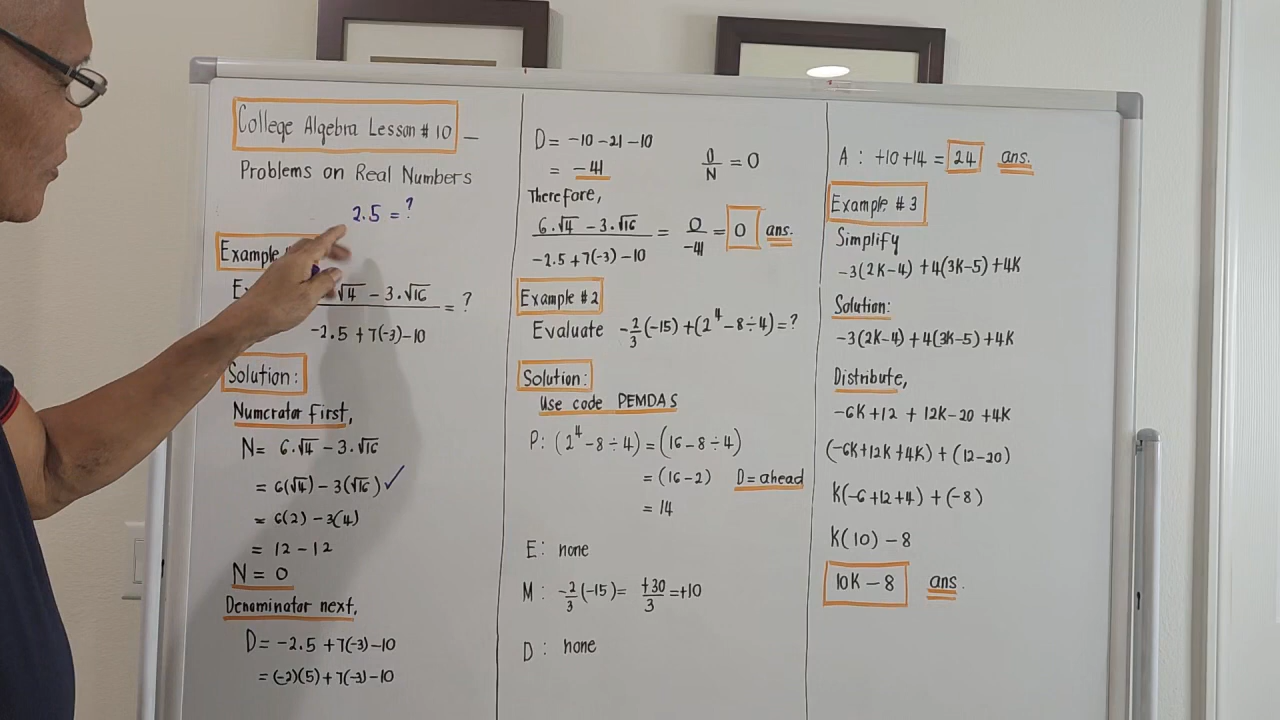 College Algebra Lesson # 10 –
Problems on Real Numbers
2.5 = ?
Example
√4 – 3.√16 = ?
-2.5 + 7(-3) – 10
Solution:
Numerator first,
N = 6.√4 – 3.√16
= 6(√4) – 3(√16) ✓
= 6(2) – 3(4)
= 12 – 12
N = 0
Denominator next,
D = -2.5 + 7(-3) – 10
= (-2)(5) + 7(-3) – 10
D = -10 – 21 – 10
= -41
0/N = 0
Therefore,
6.√4 – 3.√16 / -2.5 + 7(-3) – 10 = 0/-41 = 0 ans.
Example #2
Evaluate -2/3(-15) + (2⁴ – 8 ÷ 4) = ?
Solution:
Use code PEMDAS
P: (2⁴ – 8 ÷ 4) = (16 – 8 ÷ 4)
= (16 – 2) D = ahead
= 14
E: none
M: -2/3(-15) = +30/3 = +10
D: none
A: +10 + 14 = 24 ans.
Example #3
Simplify
-3(2K – 4) + 4(3K – 5) + 4K
Solution:
-3(2K – 4) + 4(3K – 5) + 4K
Distribute,
-6K + 12 + 12K – 20 + 4K
(-6K + 12K + 4K) + (12 – 20)
K(-6 + 12 + 4) + (-8)
K(10) – 8
10K – 8 ans.